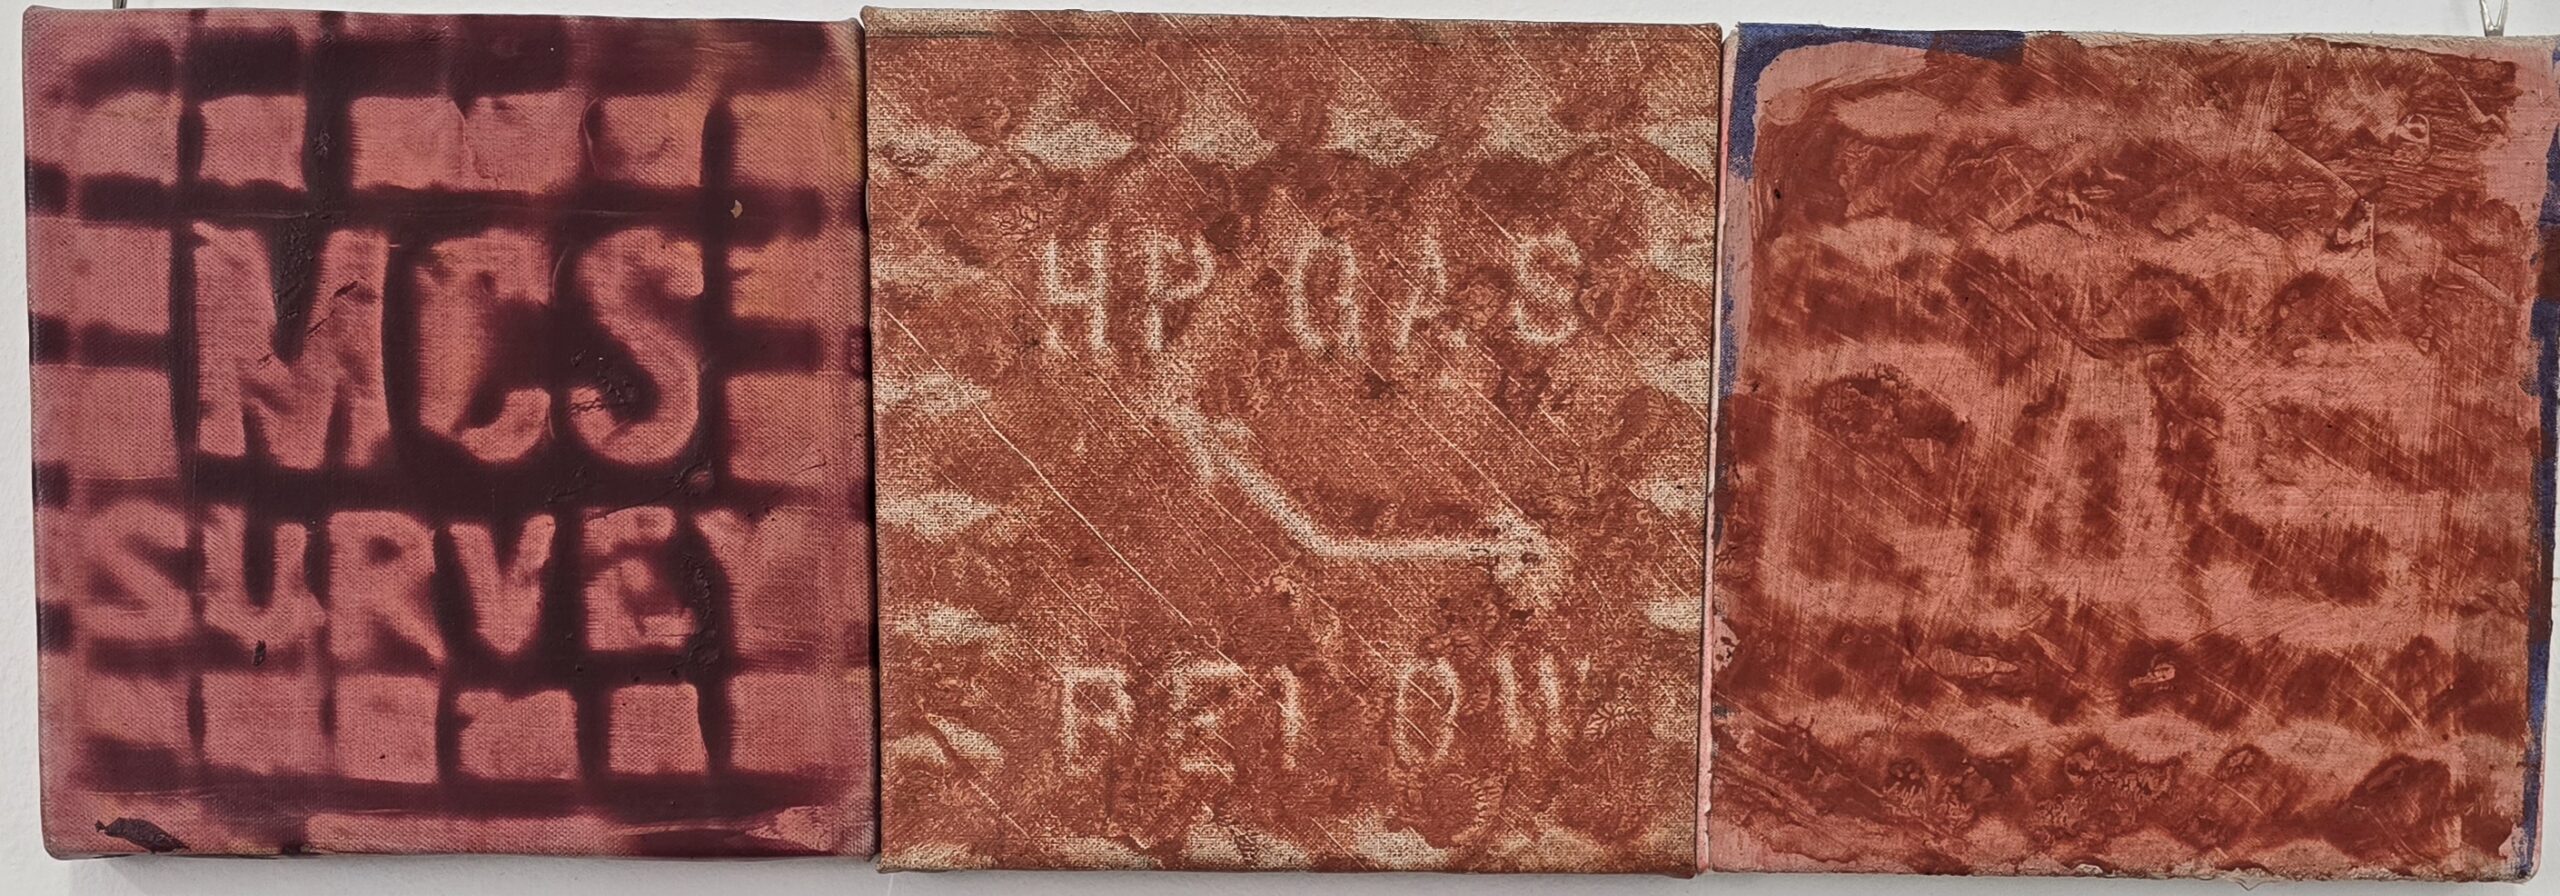 MCS
SURVEY
HP GAS
BELOW